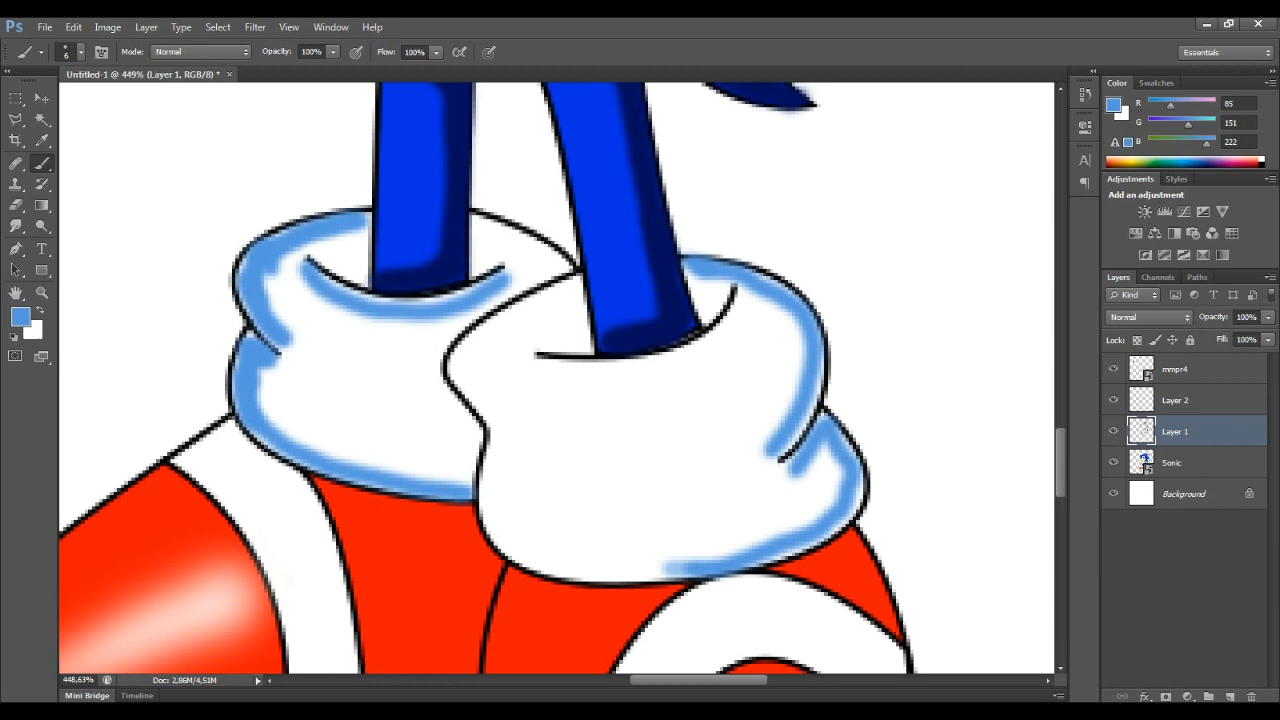 Ps File Edit Image Layer Type Select Filter View Window Help
6 Mode: Normal Opacity: 100% Flow: 100% Essentials
Untitled-1 @ 449% (Layer 1, RGB/8) * ×
Color Swatches
R 85
G 151
B 222
Adjustments Styles
Add an adjustment
Layers Channels Paths
Kind
Normal Opacity: 100%
Lock: Fill: 100%
mmpr4
Layer 2
Layer 1
Sonic
Background
448,63% Doc: 2,86M/4,51M
Mini Bridge Timeline